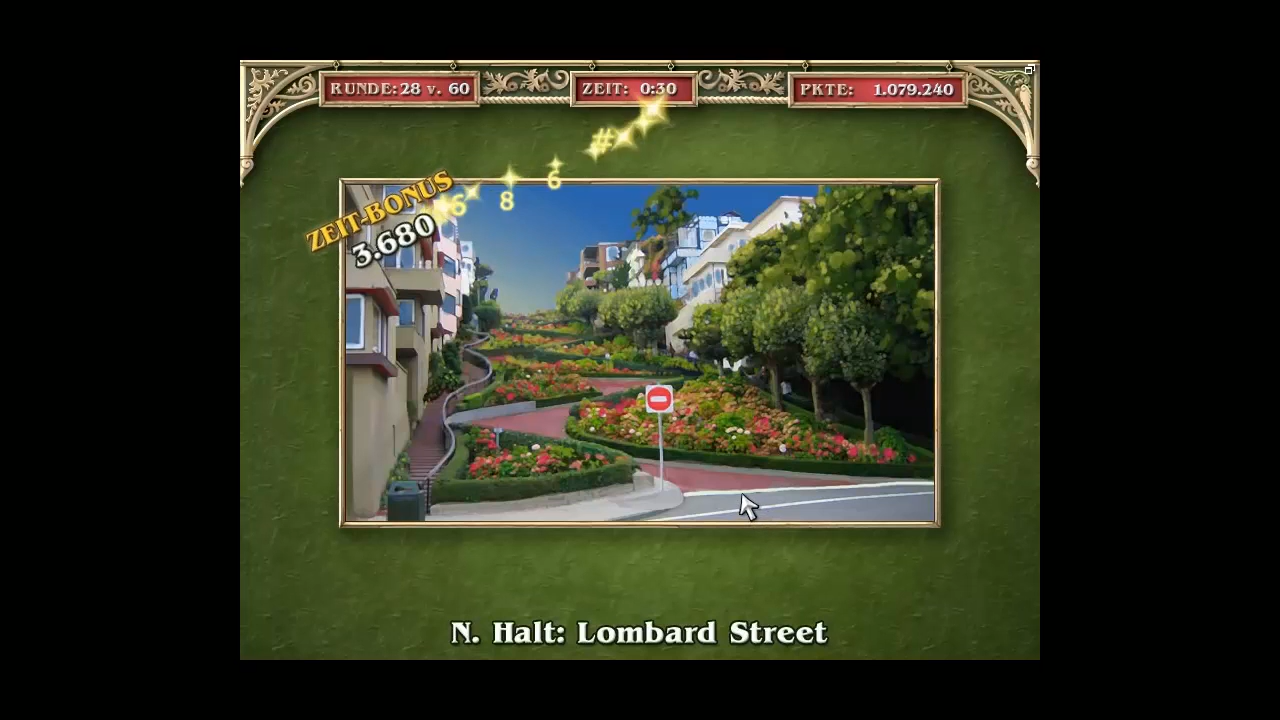 RUNDE: 28 v. 60
ZEIT: 0:30
PKTE: 1.079.240
#
6
8
6
ZEIT-BONUS
3.680
N. Halt: Lombard Street